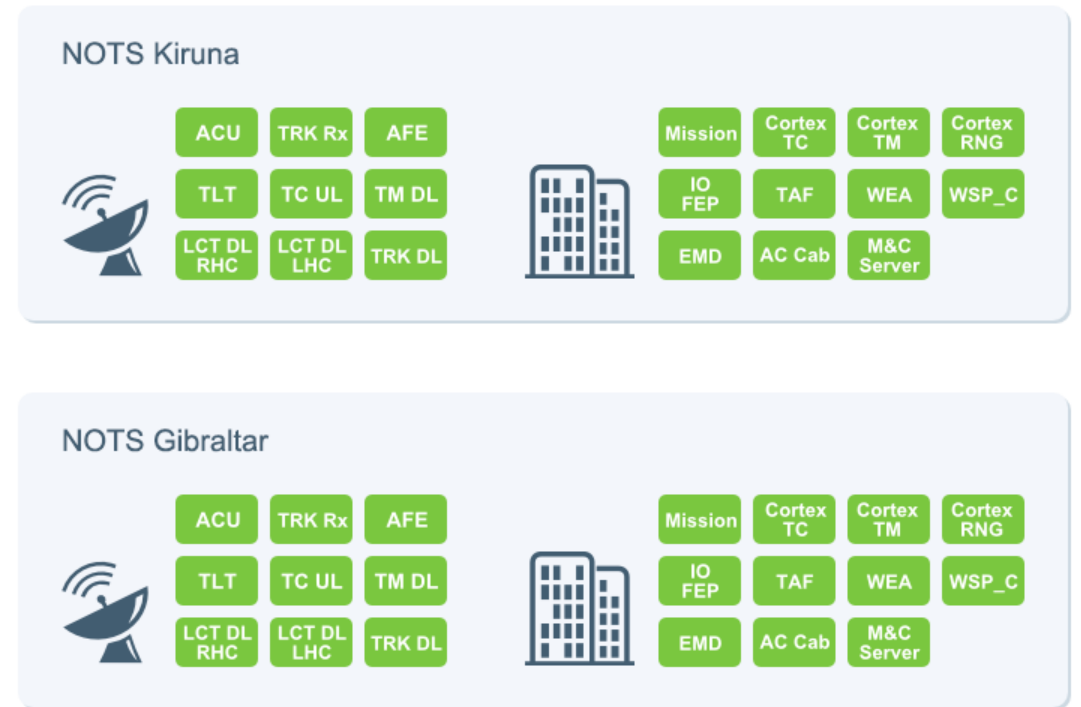 NOTS Kiruna
ACU TRK Rx AFE
TLT TC UL TM DL
LCT DL
RHC
LCT DL
LHC
TRK DL
Mission
Cortex
TC
Cortex
TM
Cortex
RNG
IO
FEP
TAF WEA WSP_C
EMD AC Cab
M&C
Server
NOTS Gibraltar
ACU TRK Rx AFE
TLT TC UL TM DL
LCT DL
RHC
LCT DL
LHC
TRK DL
Mission
Cortex
TC
Cortex
TM
Cortex
RNG
IO
FEP
TAF WEA WSP_C
EMD AC Cab
M&C
Server